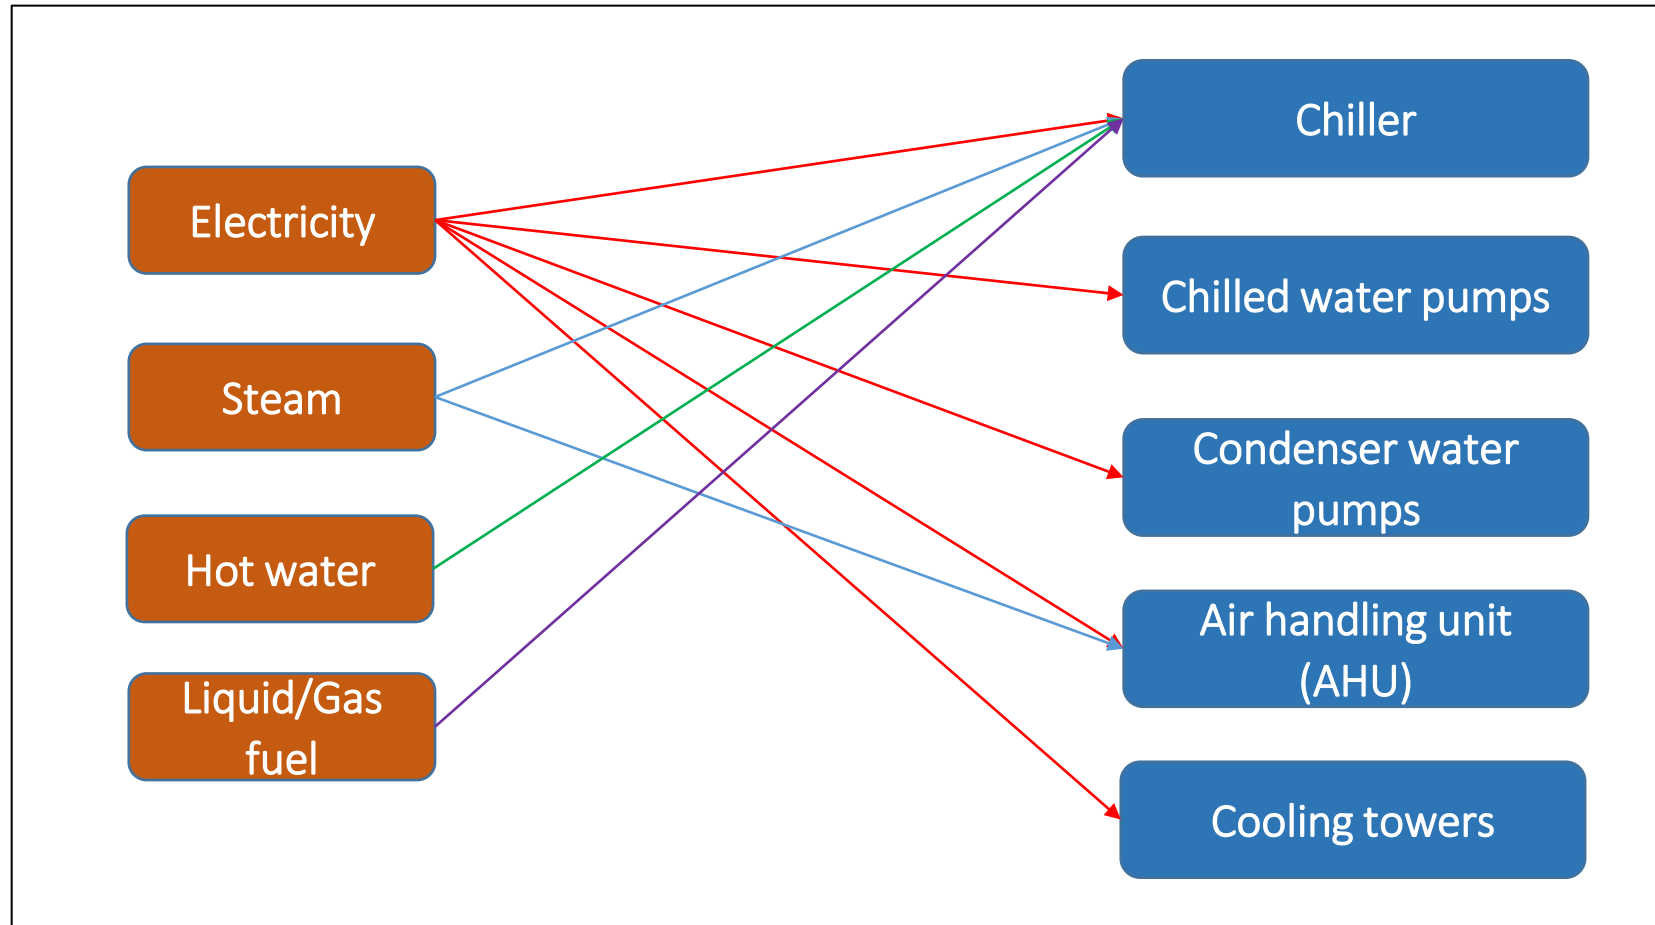 Electricity
Steam
Hot water
Liquid/Gas
fuel
Chiller
Chilled water pumps
Condenser water
pumps
Air handling unit
(AHU)
Cooling towers